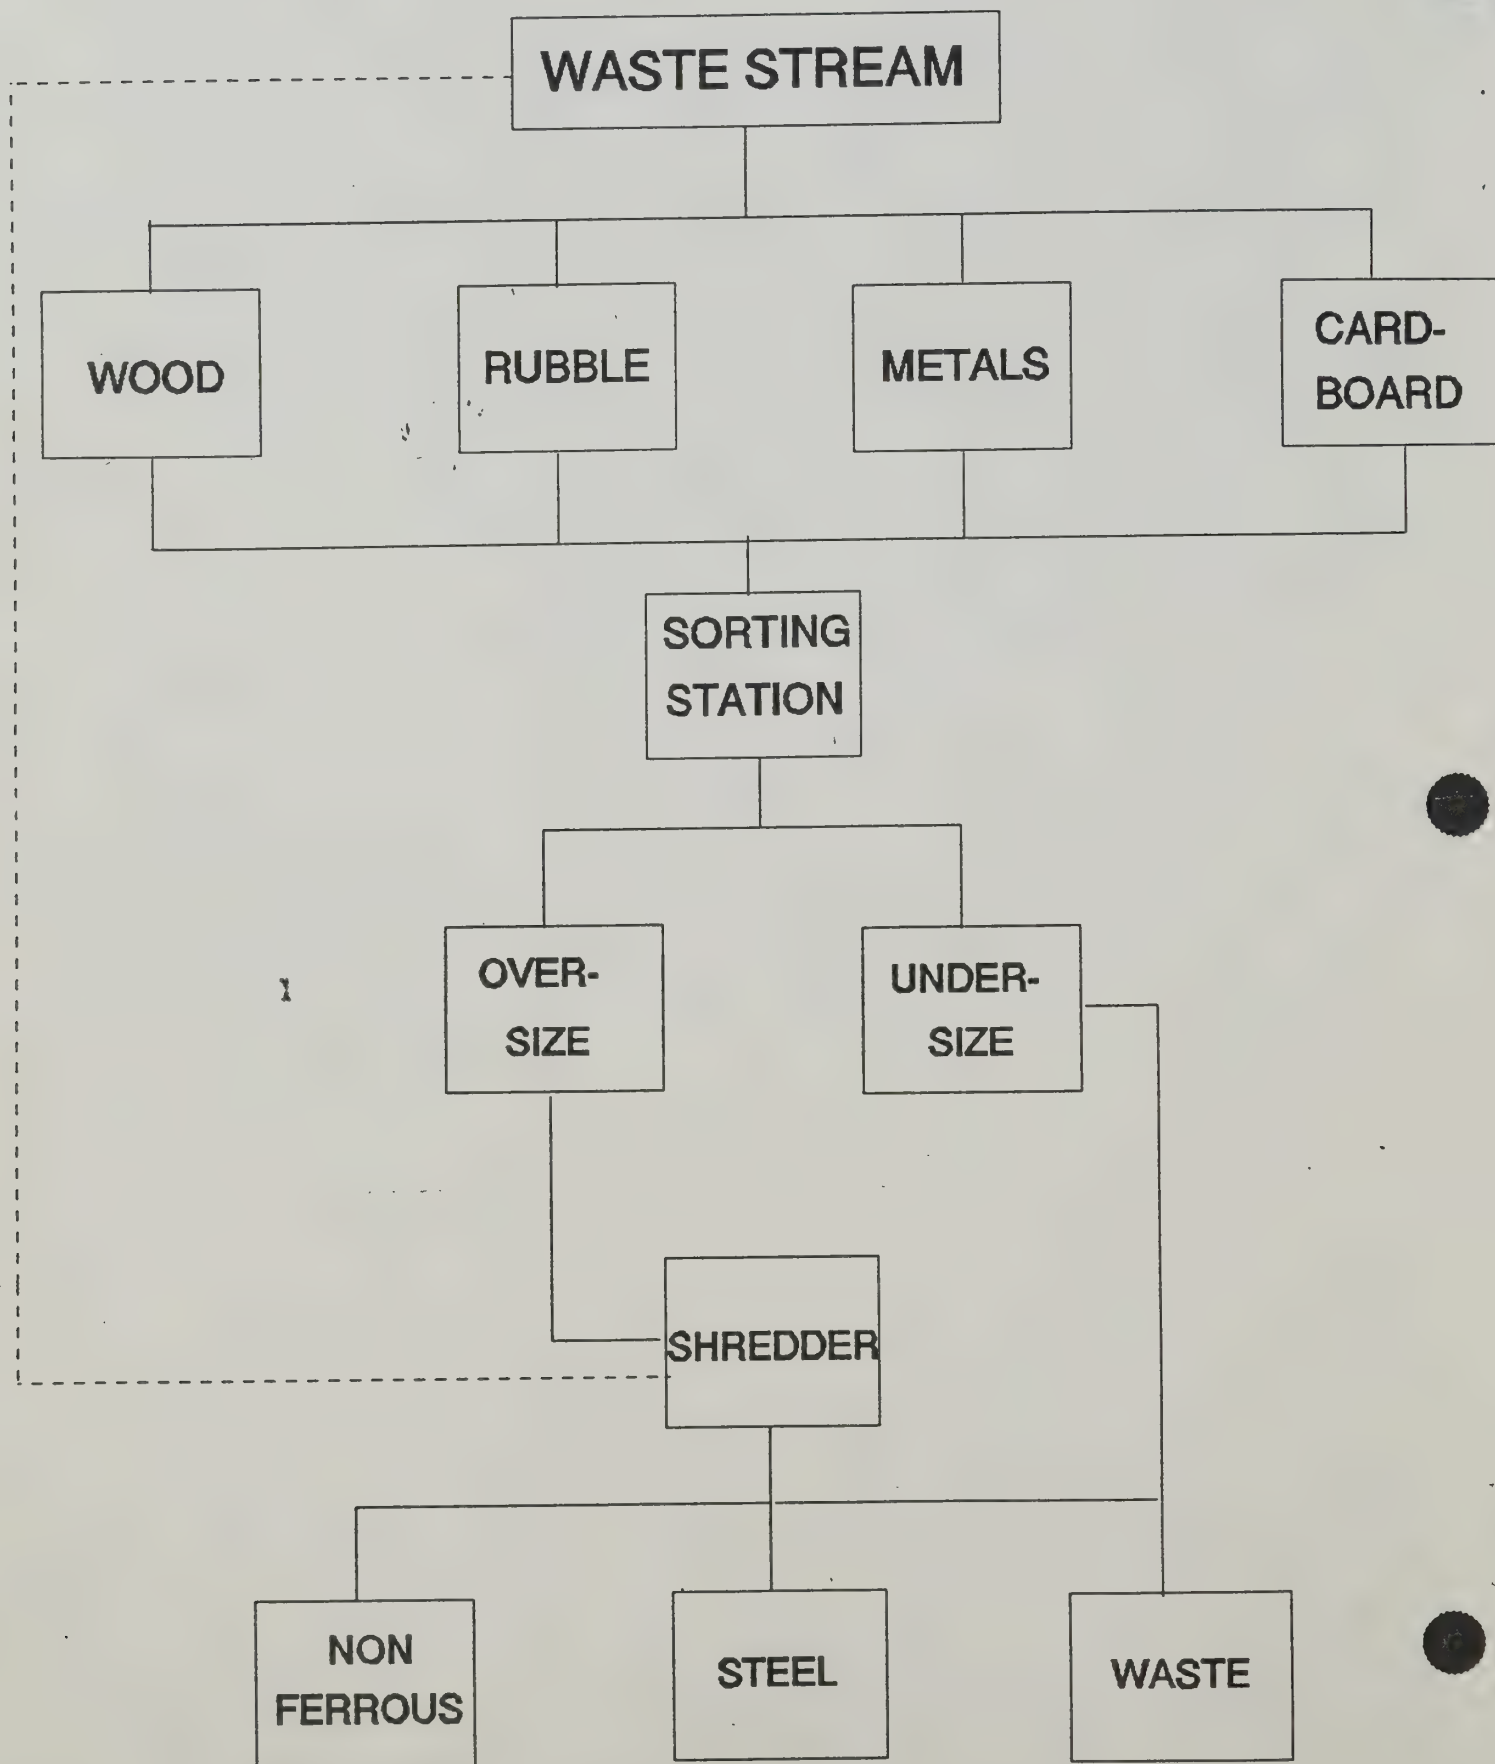 WASTE STREAM
WOOD
RUBBLE
METALS
CARD-
BOARD
SORTING
STATION
OVER-
SIZE
UNDER-
SIZE
SHREDDER
NON
FERROUS
STEEL
WASTE